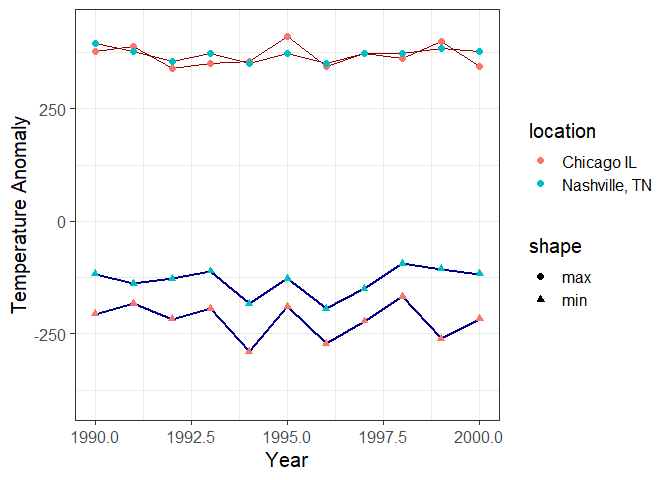 Temperature Anomaly
250
0
-250
1990.0 1992.5 1995.0 1997.5 2000.0
Year
location
Chicago IL
Nashville, TN
shape
max
min